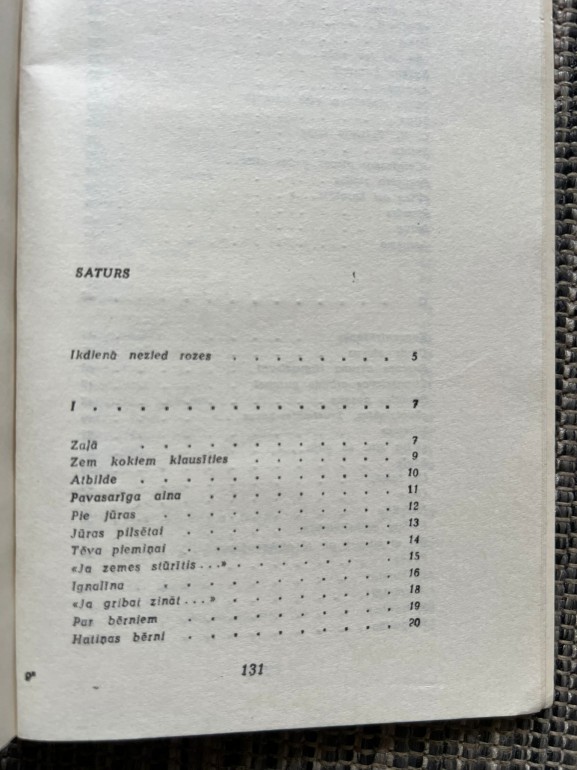 SATURS
Ikdienā nezied rozes . . . . . . . . 5
I . . . . . . . . . . . . . . . 7
Zaļā . . . . . . . . . . . . 7
Zem kokiem klausīties . . . . . . . 9
Atbilde . . . . . . . . . . . . 10
Pavasarīga aina . . . . . . . . . 11
Pie jūras . . . . . . . . . . . 12
Jūras pilsētai . . . . . . . . . . 13
Tēva piemiņai . . . . . . . . . . 14
«Ja zemes stūrītis...» . . . . . . . . 15
Ignalīna . . . . . . . . . . . 16
«Ja gribat zināt...» . . . . . . . . 18
Par bērniem . . . . . . . . . . 19
Hatiņas bērni . . . . . . . . . . 20
131